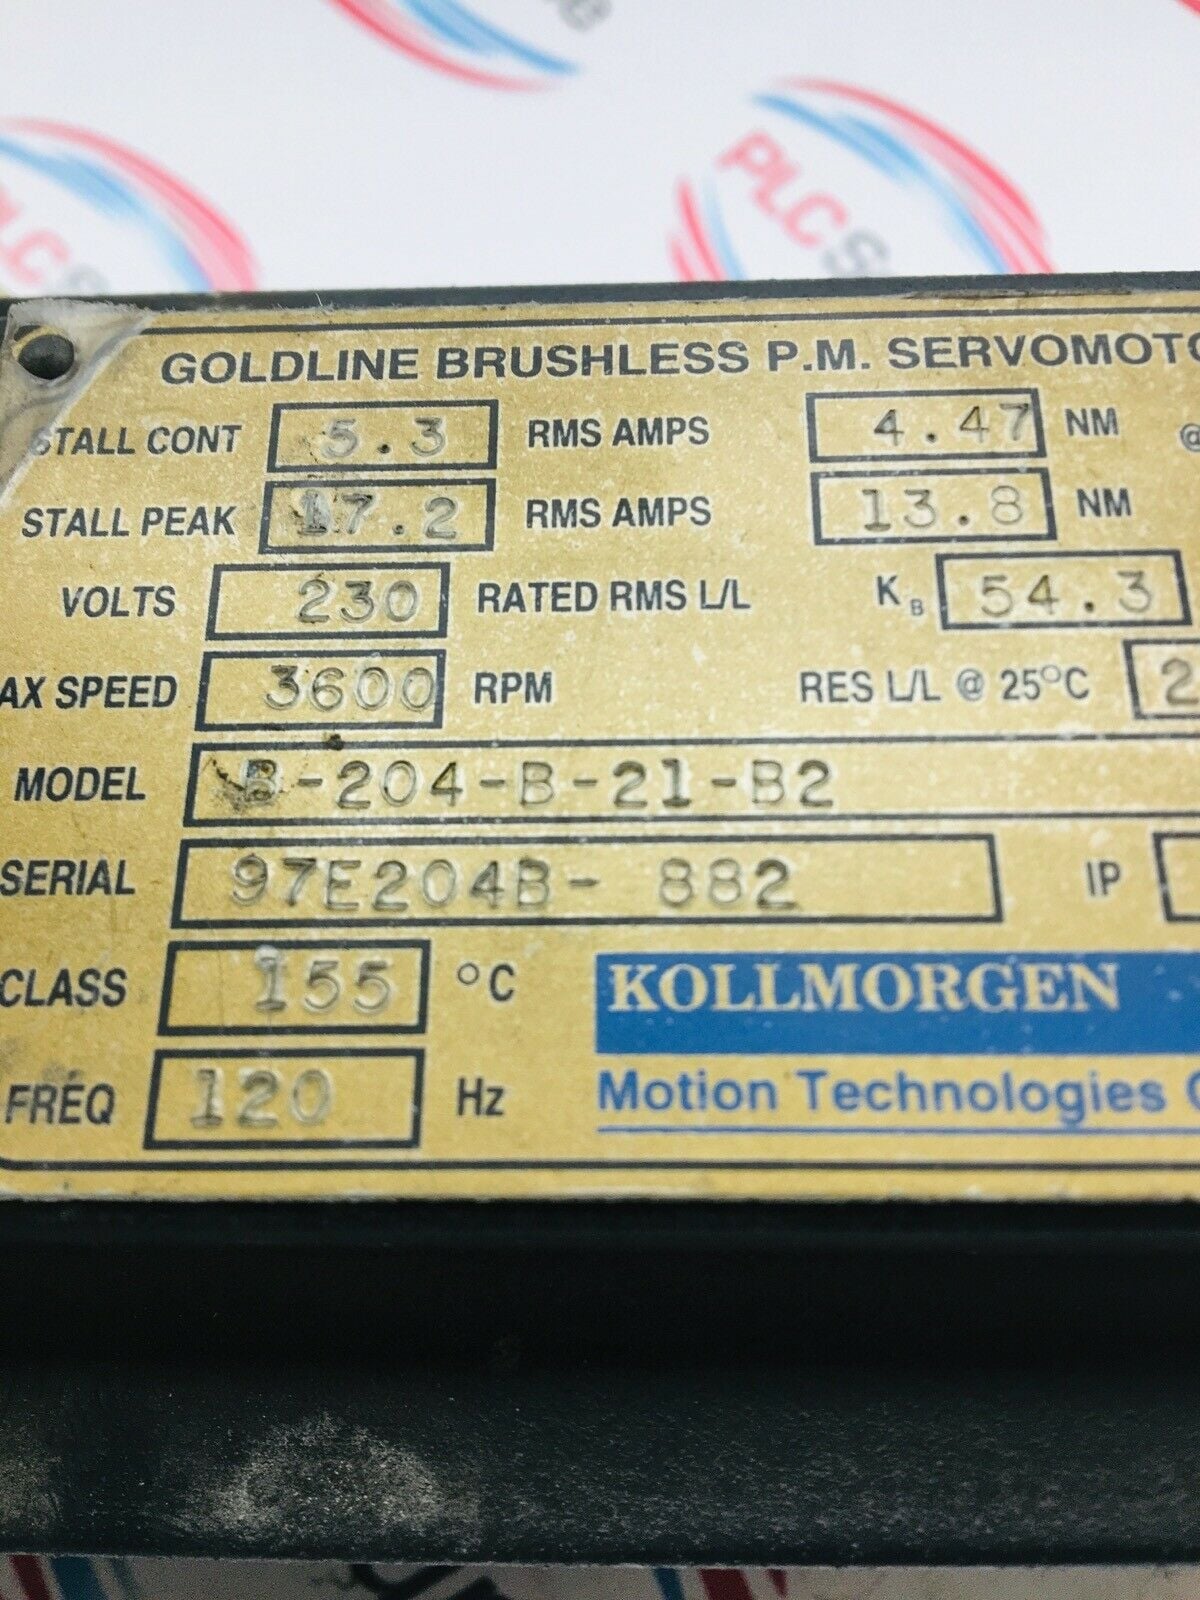 PLC S
PLC S
GOLDLINE BRUSHLESS P.M. SERVOMOTO
STALL CONT 5.3 RMS AMPS 4.47 NM @
STALL PEAK 17.2 RMS AMPS 13.8 NM
VOLTS 230 RATED RMS L/L KB 54.3
AX SPEED 3600 RPM RES L/L @ 25°C 2
MODEL B-204-B-21-B2
SERIAL 97E204B- 882 IP
CLASS 155 °C KOLLMORGEN
FREQ 120 Hz Motion Technologies